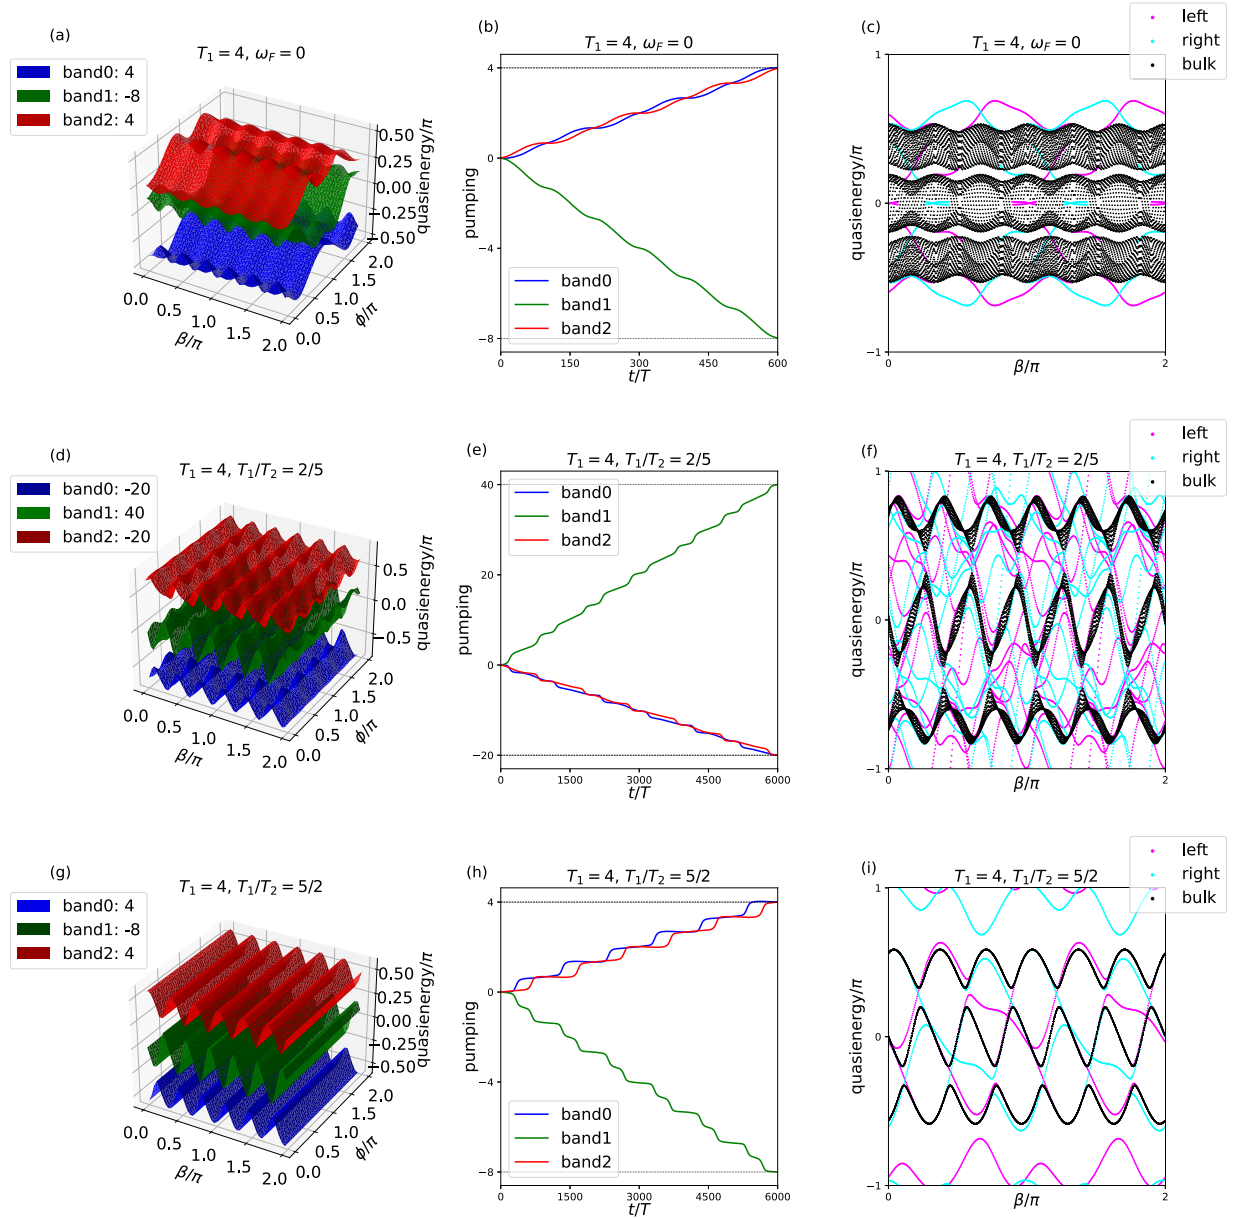 (a)
T₁ = 4, ω_F = 0
band0: 4
band1: -8
band2: 4
0.50
0.25
0.00
−0.25
−0.50
quasienergy/π
0.0
0.5
1.0
1.5
2.0
β/π
0.0
0.5
1.0
1.5
2.0
ϕ/π
(b)
T₁ = 4, ω_F = 0
4
0
−4
−8
pumping
band0
band1
band2
0 150 300 450 600
t/T
(c)
T₁ = 4, ω_F = 0
left
right
bulk
1
0
−1
quasienergy/π
0 2
β/π
(d)
T₁ = 4, T₁/T₂ = 2/5
band0: -20
band1: 40
band2: -20
0.5
0.0
−0.5
quasienergy/π
0.0
0.5
1.0
1.5
2.0
β/π
0.0
0.5
1.0
1.5
2.0
ϕ/π
(e)
T₁ = 4, T₁/T₂ = 2/5
40
20
0
−20
pumping
band0
band1
band2
0 1500 3000 4500 6000
t/T
(f)
T₁ = 4, T₁/T₂ = 2/5
left
right
bulk
1
0
−1
quasienergy/π
0 2
β/π
(g)
T₁ = 4, T₁/T₂ = 5/2
band0: 4
band1: -8
band2: 4
0.50
0.25
0.00
−0.25
−0.50
quasienergy/π
0.0
0.5
1.0
1.5
2.0
β/π
0.0
0.5
1.0
1.5
2.0
ϕ/π
(h)
T₁ = 4, T₁/T₂ = 5/2
4
0
−4
−8
pumping
band0
band1
band2
0 1500 3000 4500 6000
t/T
(i)
T₁ = 4, T₁/T₂ = 5/2
left
right
bulk
1
0
−1
quasienergy/π
0 2
β/π